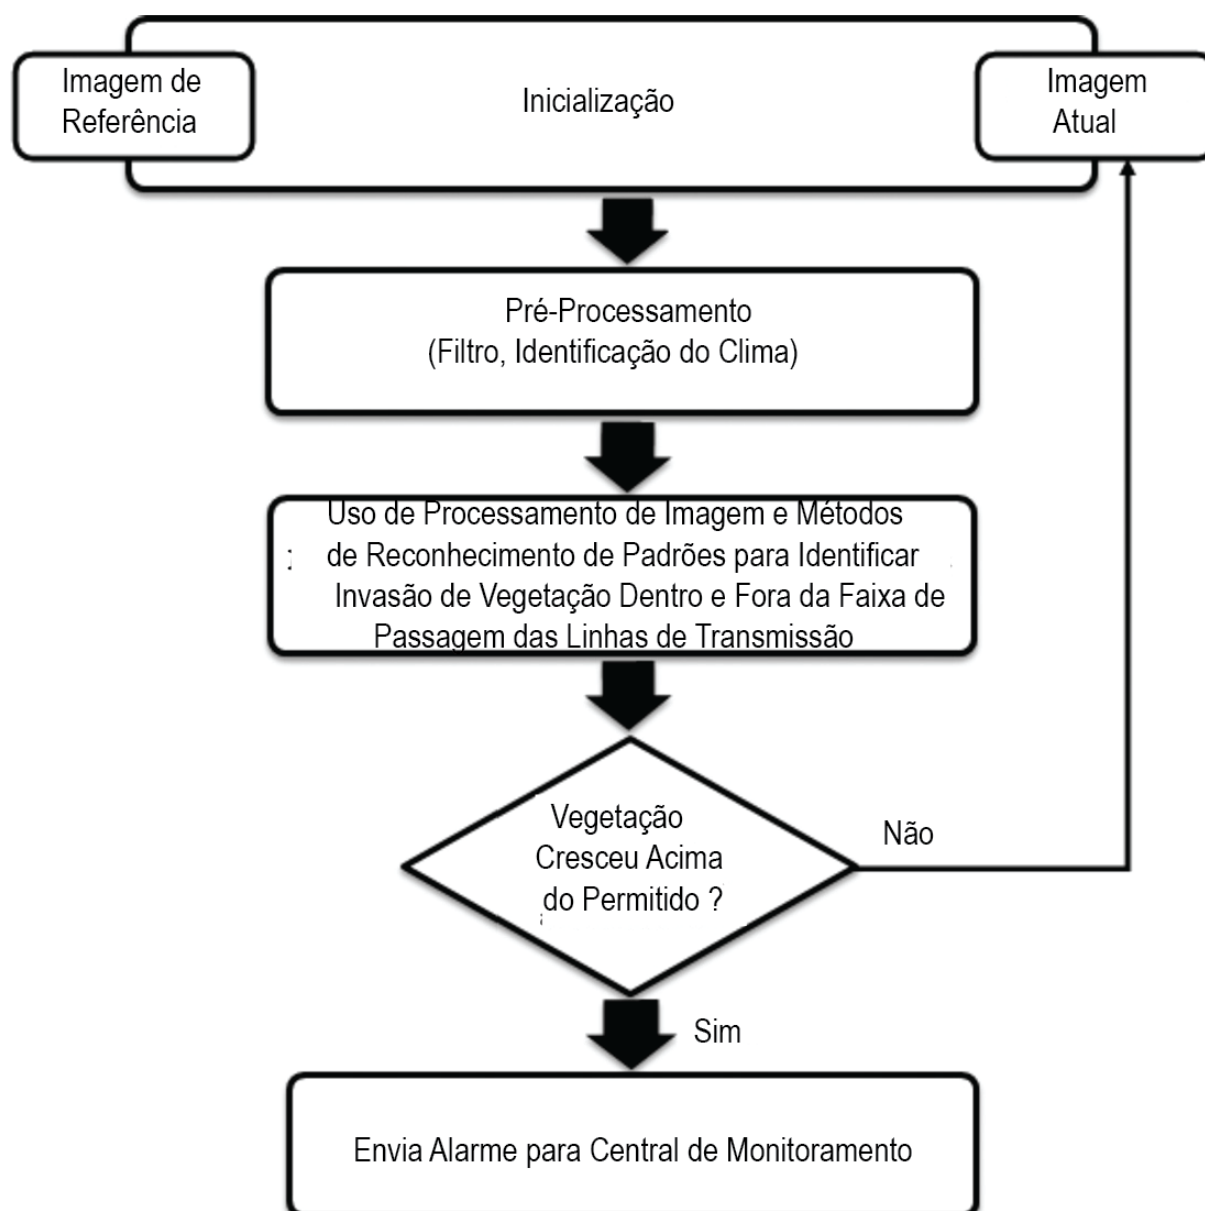 Imagem de
Referência
Inicialização
Imagem
Atual
Pré-Processamento
(Filtro, Identificação do Clima)
Uso de Processamento de Imagem e Métodos
de Reconhecimento de Padrões para Identificar
Invasão de Vegetação Dentro e Fora da Faixa de
Passagem das Linhas de Transmissão
Vegetação
Cresceu Acima
do Permitido ?
Não
Sim
Envia Alarme para Central de Monitoramento